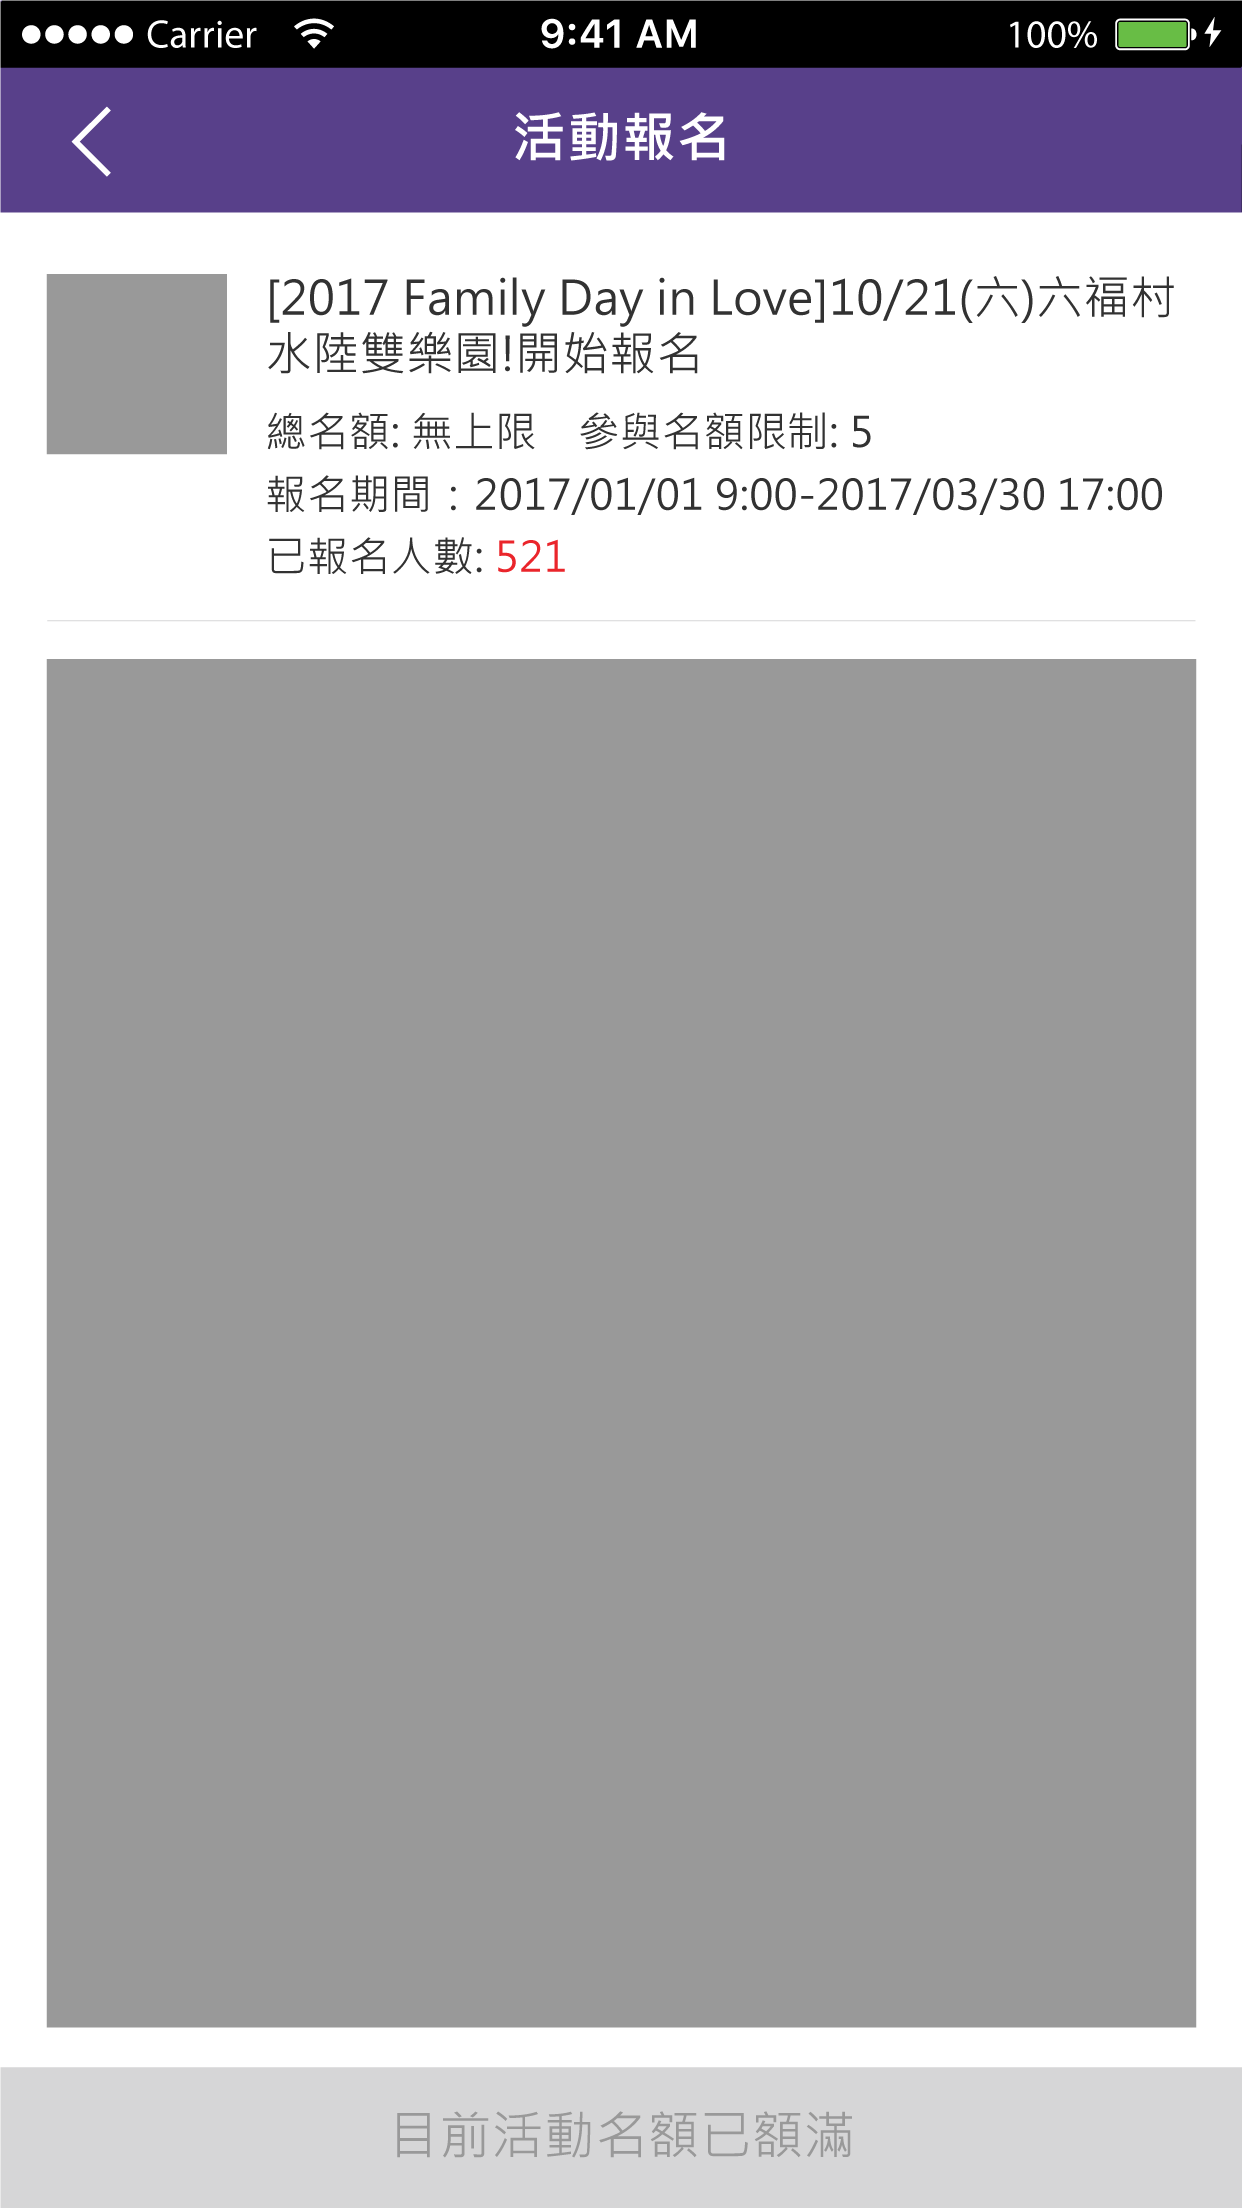 Carrier 9:41 AM 100%
活動報名
[2017 Family Day in Love]10/21(六)六福村
水陸雙樂園!開始報名
總名額: 無上限 參與名額限制: 5
報名期間：2017/01/01 9:00-2017/03/30 17:00
已報名人數: 521
目前活動名額已額滿